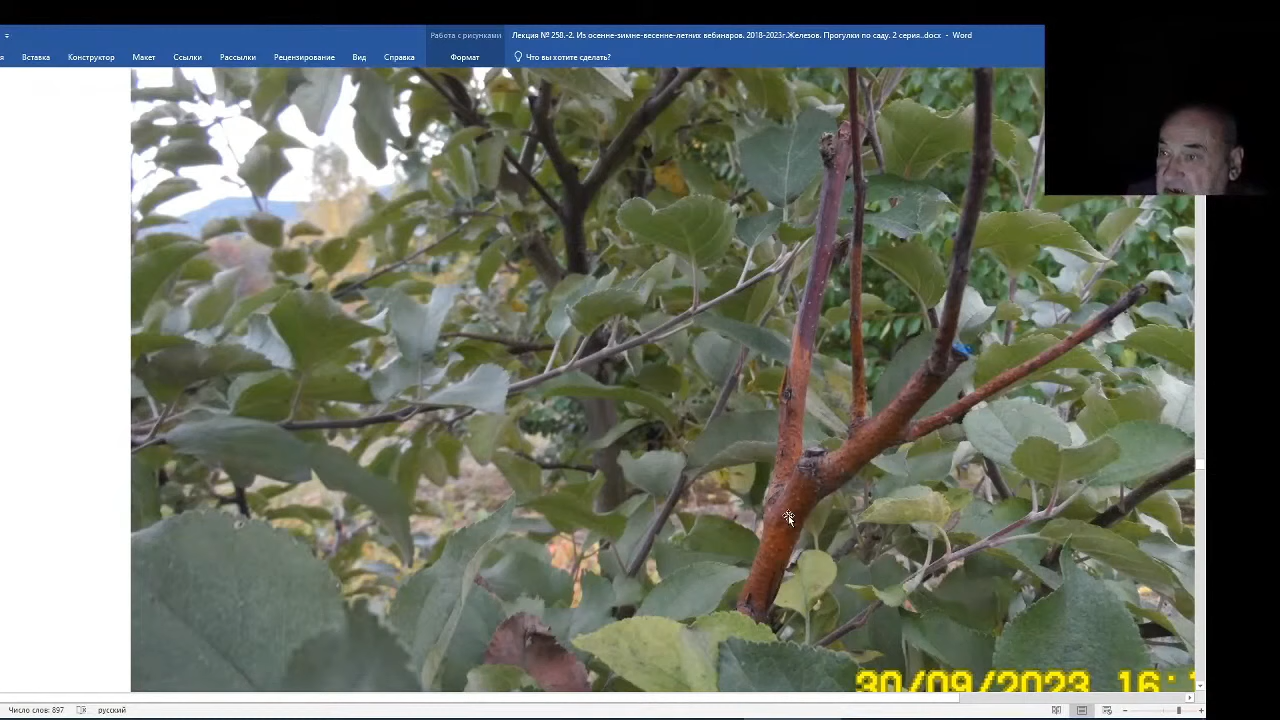 Работа с рисунками
Лекция № 258.-2. Из осенне-зимне-весенне-летних вебинаров. 2018-2023г.Железов. Прогулки по саду. 2 серия..docx - Word
Вставка Конструктор Макет Ссылки Рассылки Рецензирование Вид Справка Формат Что вы хотите сделать?
30/09/2023 16:
Число слов: 897 русский